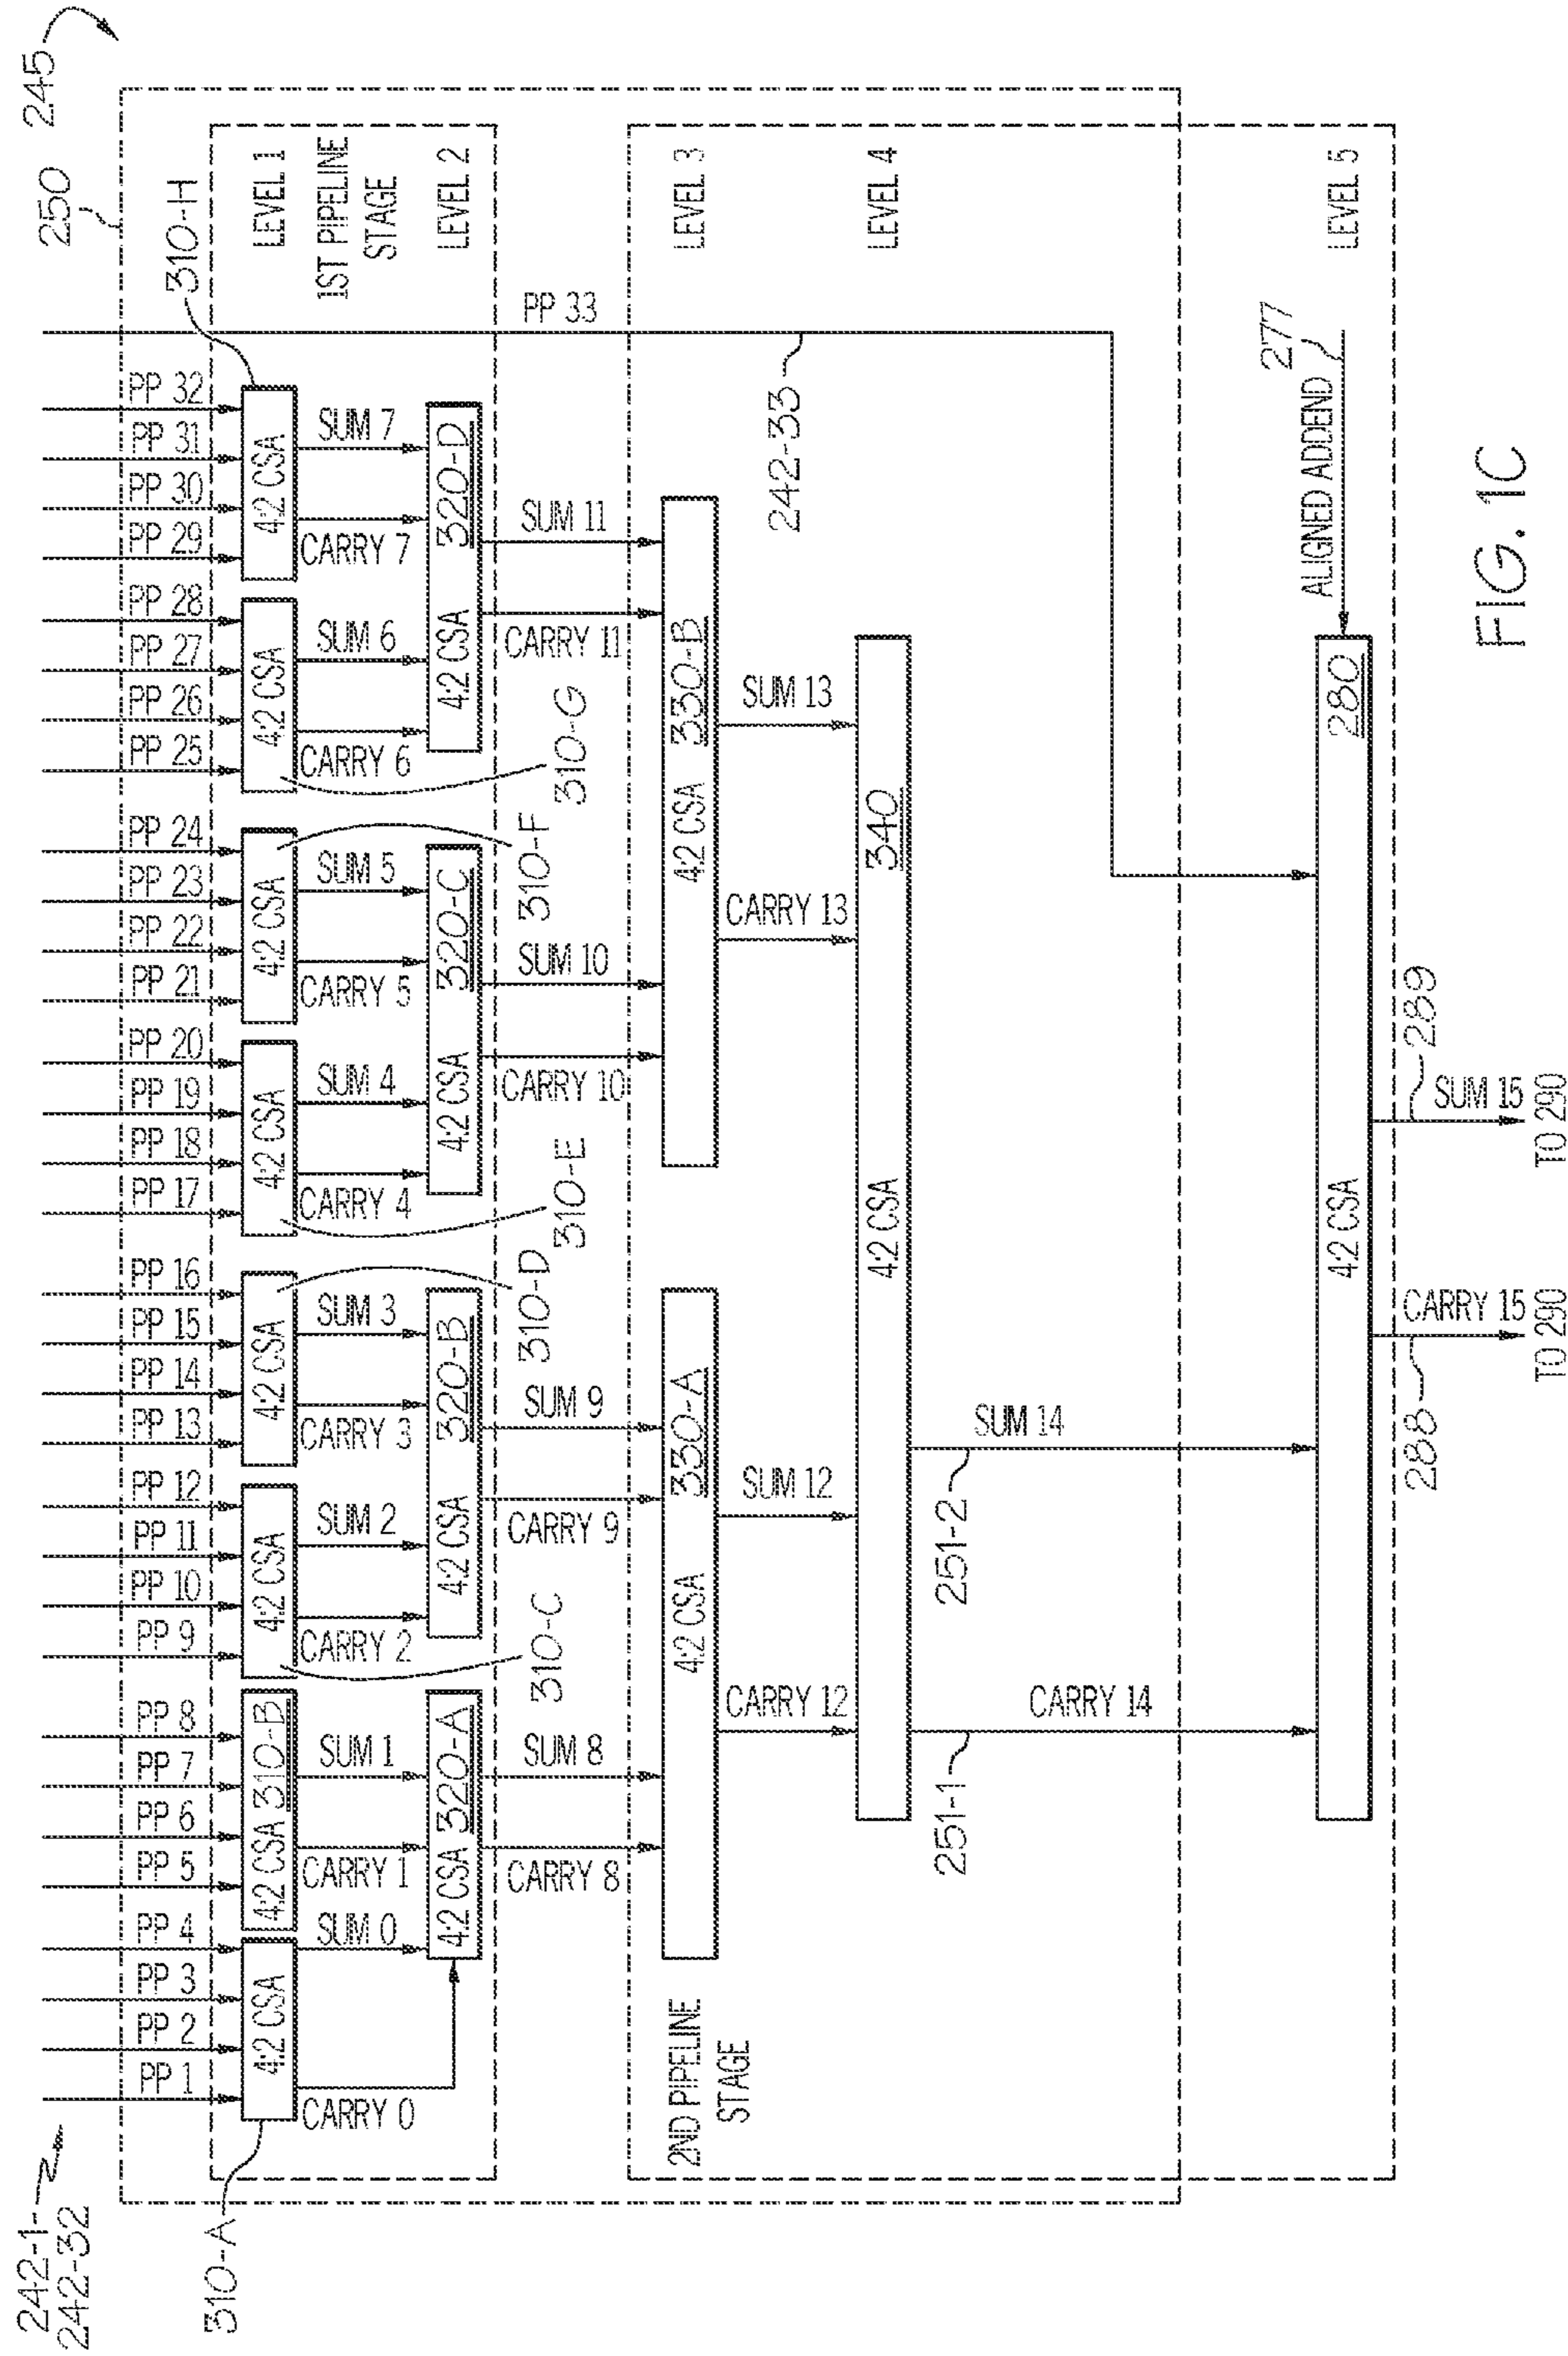 242-1-
242-32
250
245
PP 1
PP 2
PP 3
PP 4
PP 5
PP 6
PP 7
PP 8
PP 9
PP 10
PP 11
PP 12
PP 13
PP 14
PP 15
PP 16
PP 17
PP 18
PP 19
PP 20
PP 21
PP 22
PP 23
PP 24
PP 25
PP 26
PP 27
PP 28
PP 29
PP 30
PP 31
PP 32
310-A
310-H
4:2 CSA
4:2 CSA 310-B
4:2 CSA
4:2 CSA
4:2 CSA
4:2 CSA
4:2 CSA
4:2 CSA
LEVEL 1
1ST PIPELINE
STAGE
CARRY 0
SUM 0
CARRY 1
SUM 1
CARRY 2
SUM 2
CARRY 3
SUM 3
CARRY 4
SUM 4
CARRY 5
SUM 5
CARRY 6
SUM 6
CARRY 7
SUM 7
4:2 CSA 320-A
4:2 CSA 320-B
4:2 CSA 320-C
4:2 CSA 320-D
LEVEL 2
310-C
310-D
310-E
310-F
310-G
CARRY 8
SUM 8
CARRY 9
SUM 9
CARRY 10
SUM 10
CARRY 11
SUM 11
PP 33
2ND PIPELINE
STAGE
4:2 CSA 330-A
4:2 CSA 330-B
LEVEL 3
242-33
CARRY 12
SUM 12
CARRY 13
SUM 13
4:2 CSA 340
LEVEL 4
251-1
251-2
CARRY 14
SUM 14
ALIGNED ADDEND
277
4:2 CSA 280
LEVEL 5
288
289
CARRY 15
SUM 15
TO 290
TO 290
FIG. 1C